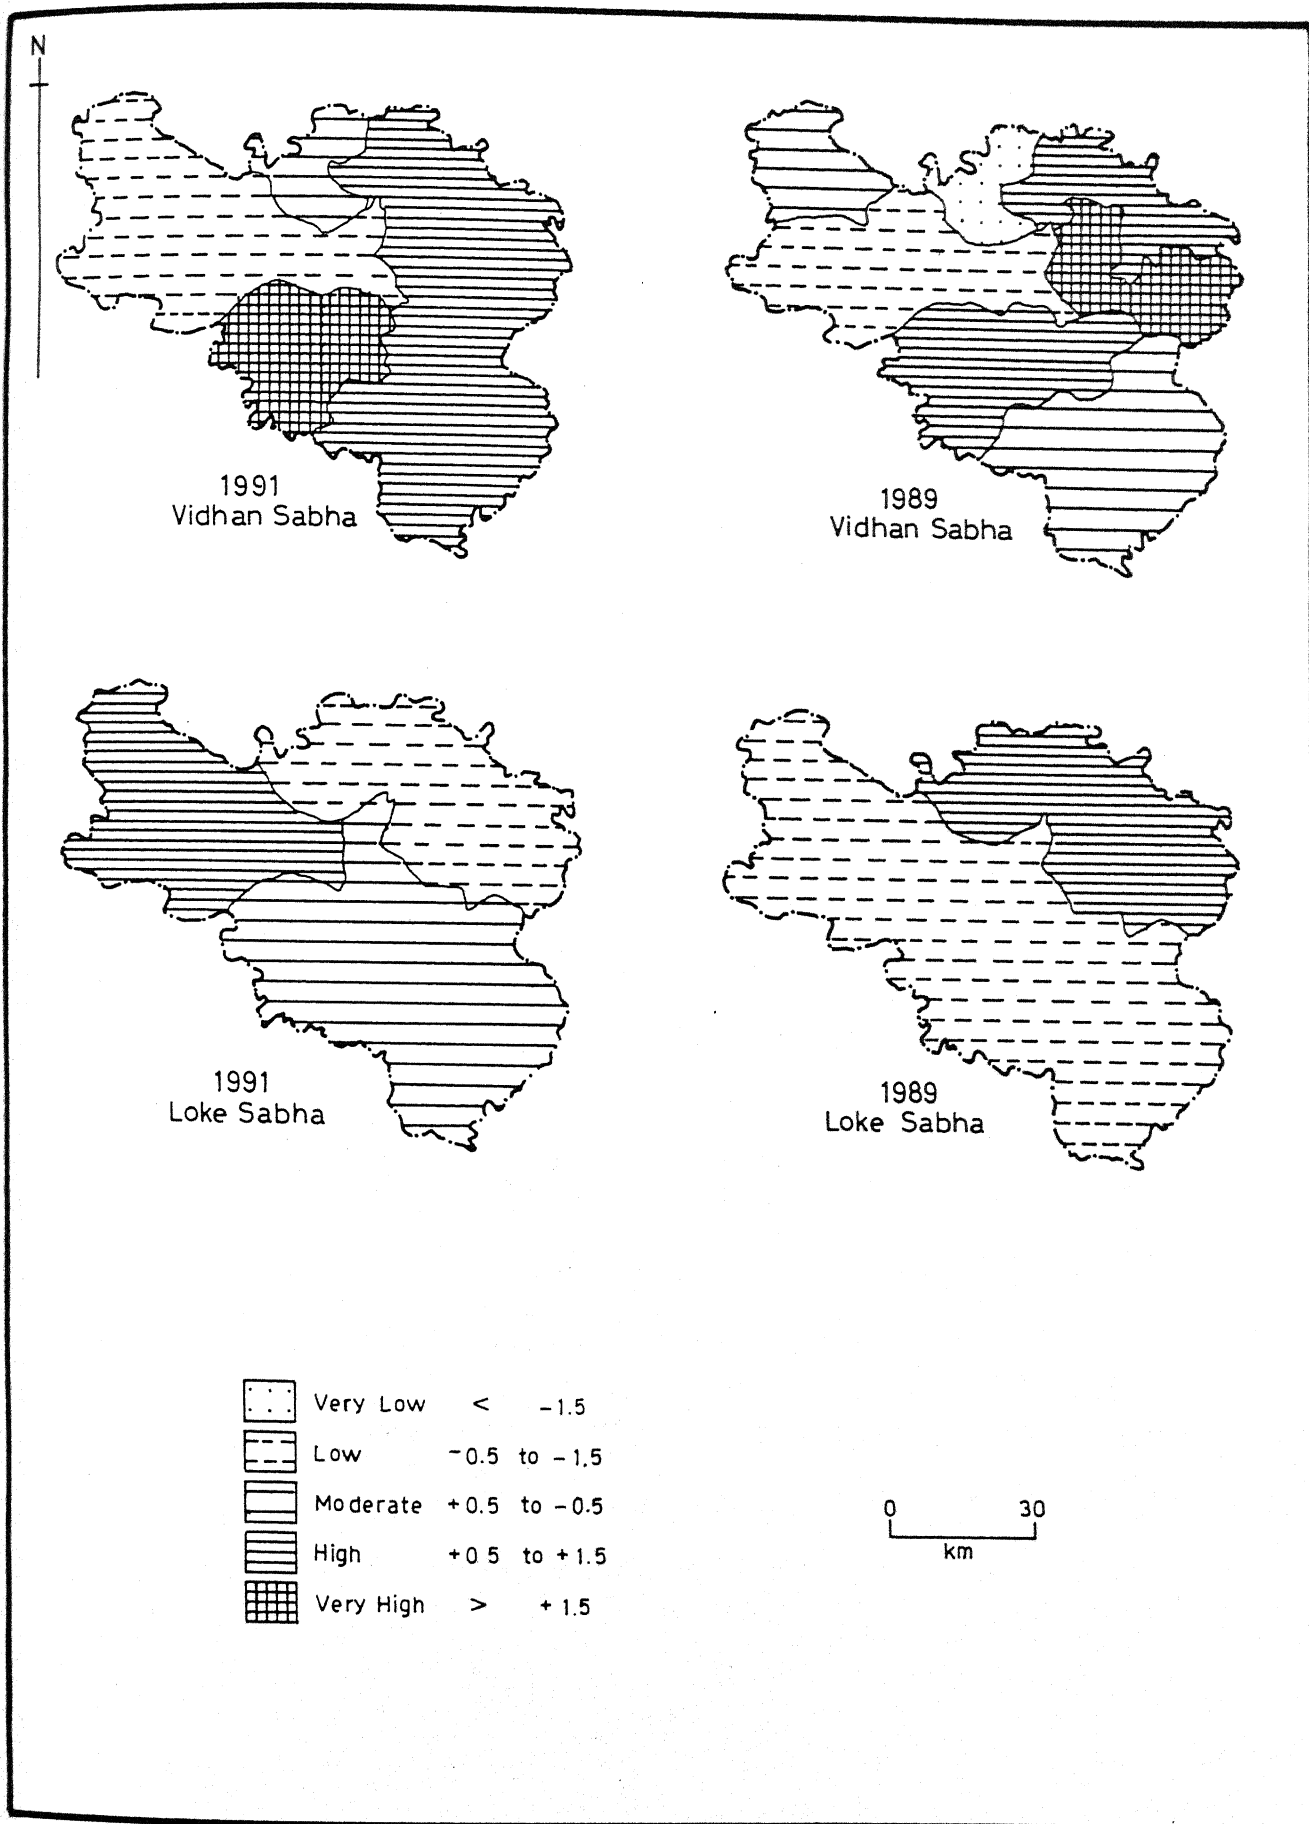 N
1991
Vidhan Sabha
1989
Vidhan Sabha
1991
Loke Sabha
1989
Loke Sabha
Very Low < -1.5
Low -0.5 to -1.5
Moderate +0.5 to -0.5
High +0 5 to +1.5
Very High > +1.5
0 30
km